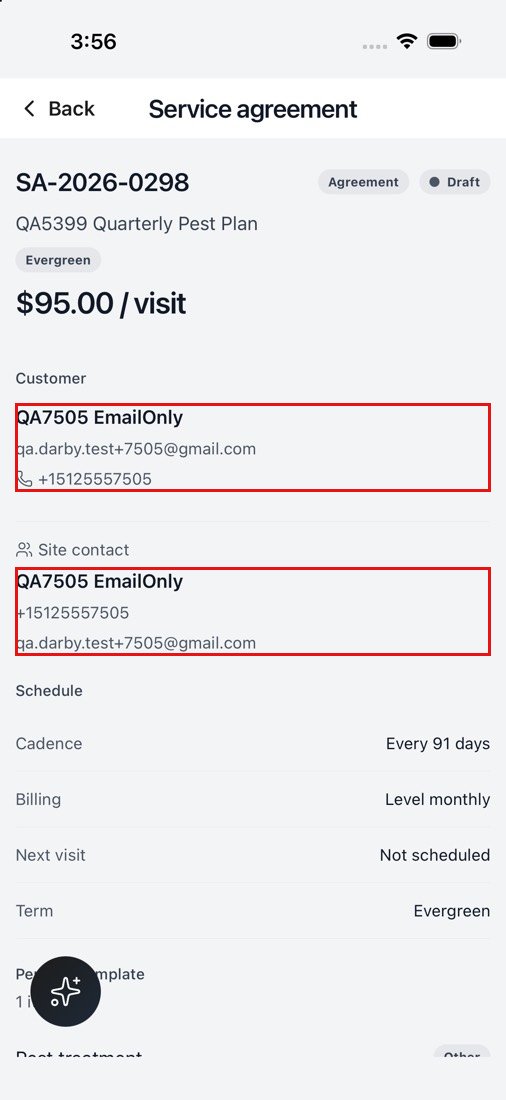 3:56
Back
Service agreement
SA-2026-0298
Agreement
Draft
QA5399 Quarterly Pest Plan
Evergreen
$95.00 / visit
Customer
QA7505 EmailOnly
qa.darby.test+7505@gmail.com
+15125557505
Site contact
QA7505 EmailOnly
+15125557505
qa.darby.test+7505@gmail.com
Schedule
Cadence
Every 91 days
Billing
Level monthly
Next visit
Not scheduled
Term
Evergreen
1